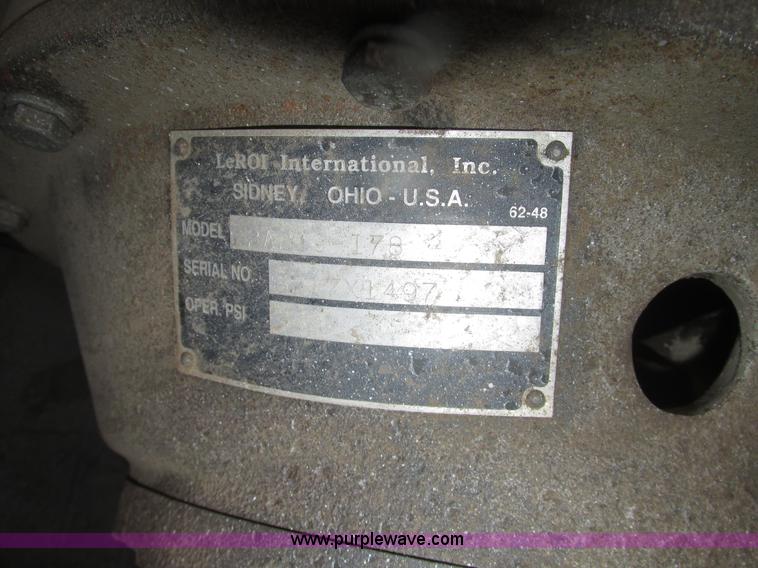 LeROI International, Inc.
SIDNEY, OHIO - U.S.A.
62-48
MODEL
SERIAL NO.
OPER. PSI
www.purplewave.com